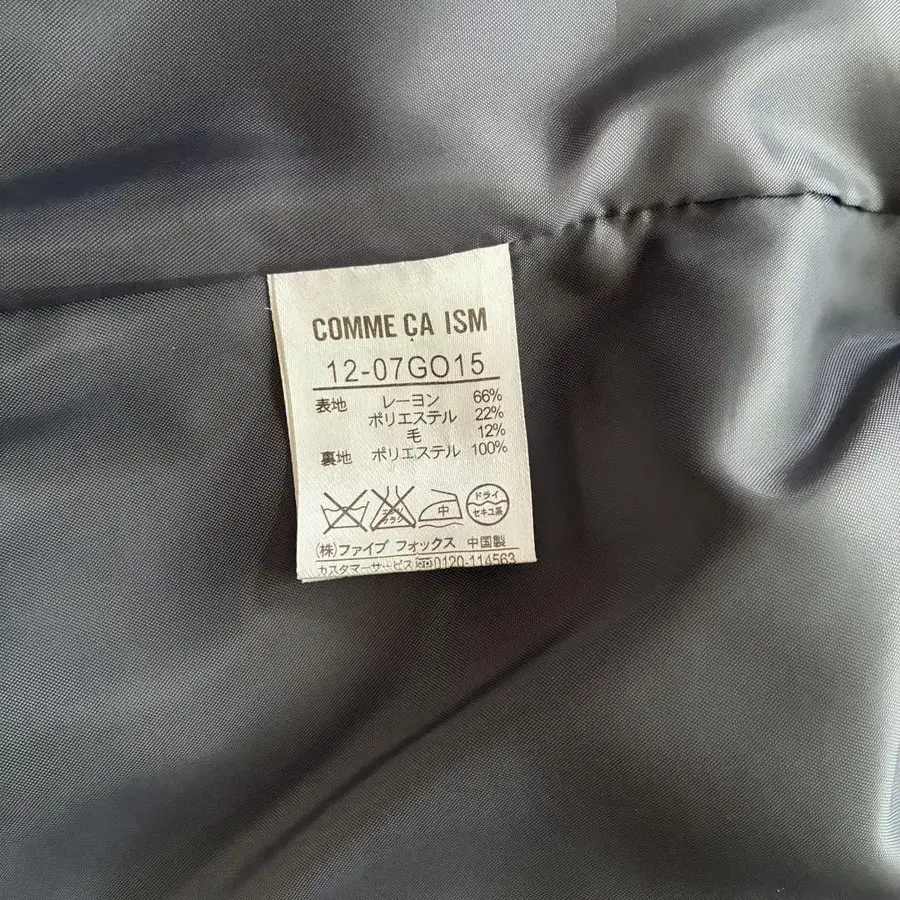 COMME ÇA ISM
12-07GO15
表地 レーヨン 66%
ポリエステル 22%
毛 12%
裏地 ポリエステル 100%
中 ドライ
セキユ系
(株)ファイブ フォックス 中国製
カスタマーサービス 0120-114563